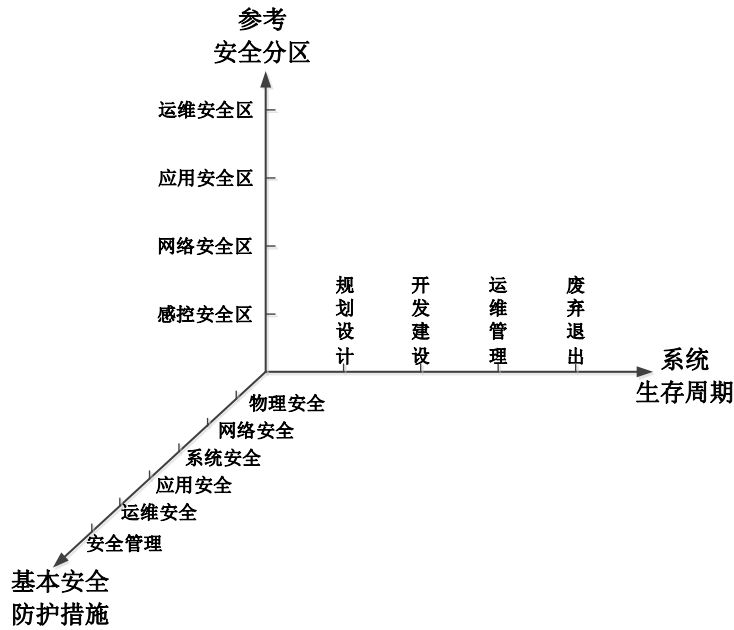 参考
安全分区
运维安全区
应用安全区
网络安全区
感控安全区
规划设计
开发建设
运维管理
废弃退出
系统
生存周期
物理安全
网络安全
系统安全
应用安全
运维安全
安全管理
基本安全
防护措施